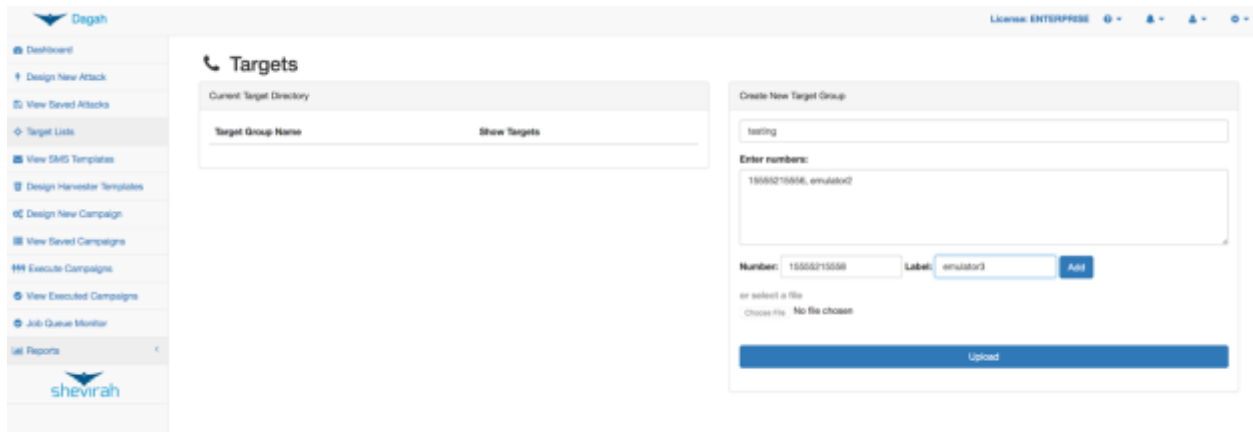 Dagah
License: ENTERPRISE
Dashboard
Design New Attack
View Saved Attacks
Target Lists
View SMS Templates
Design Harvester Templates
Design New Campaign
View Saved Campaigns
Execute Campaigns
View Executed Campaigns
Job Queue Monitor
Reports
shevirah
Targets
Current Target Directory
Target Group Name Show Targets
Create New Target Group
testing
Enter numbers:
15555215556, emulator2
Number: 15555215558 Label: emulator3 Add
or select a file
Choose File No file chosen
Upload